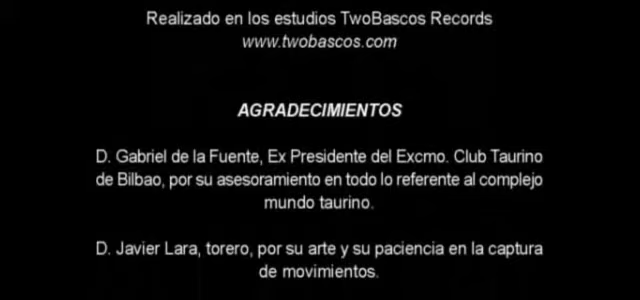 Realizado en los estudios TwoBascos Records
www.twobascos.com
AGRADECIMIENTOS
D. Gabriel de la Fuente, Ex Presidente del Excmo. Club Taurino
de Bilbao, por su asesoramiento en todo lo referente al complejo
mundo taurino.
D. Javier Lara, torero, por su arte y su paciencia en la captura
de movimientos.